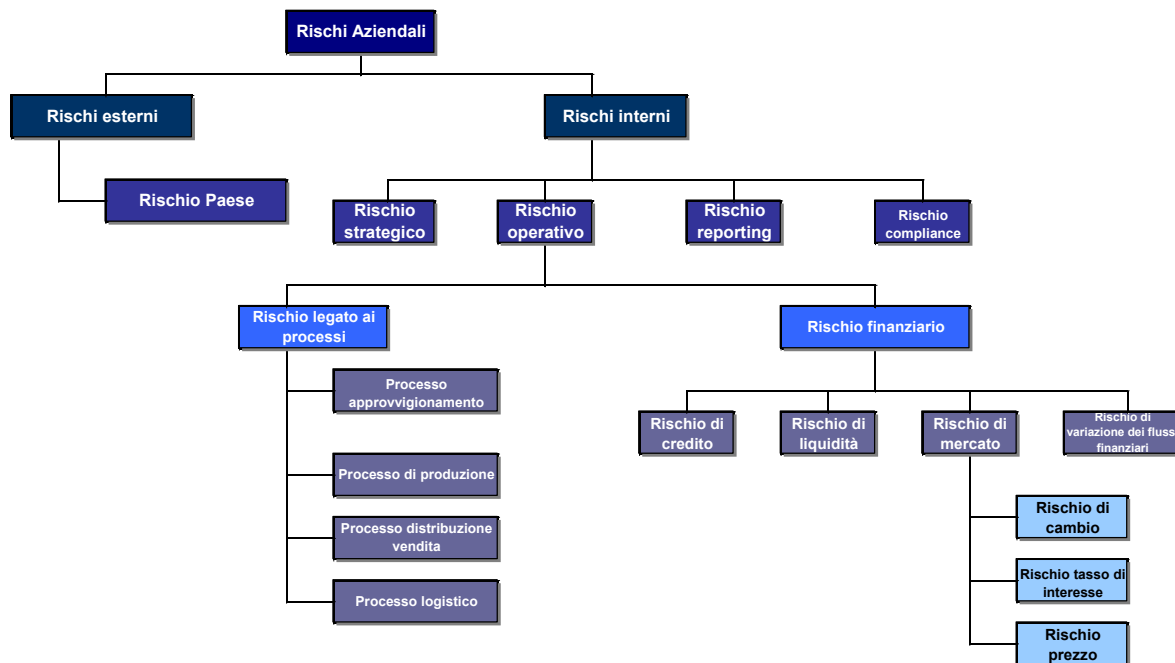 Rischi Aziendali
Rischi esterni
Rischi interni
Rischio Paese
Rischio
strategico
Rischio
operativo
Rischio
reporting
Rischio
compliance
Rischio legato ai
processi
Rischio finanziario
Processo
approvvigionamento
Processo di produzione
Processo distribuzione
vendita
Processo logistico
Rischio di
credito
Rischio di
liquidità
Rischio di
mercato
Rischio di
variazione dei fluss
finanziari
Rischio di
cambio
Rischio tasso di
interesse
Rischio
prezzo